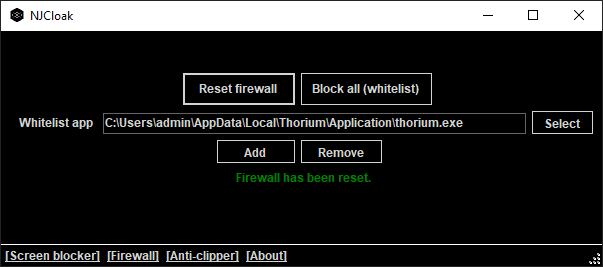 NJCloak
Reset firewall Block all (whitelist)
Whitelist app C:\Users\admin\AppData\Local\Thorium\Application\thorium.exe Select
Add Remove
Firewall has been reset.
[Screen blocker] [Firewall] [Anti-clipper] [About]